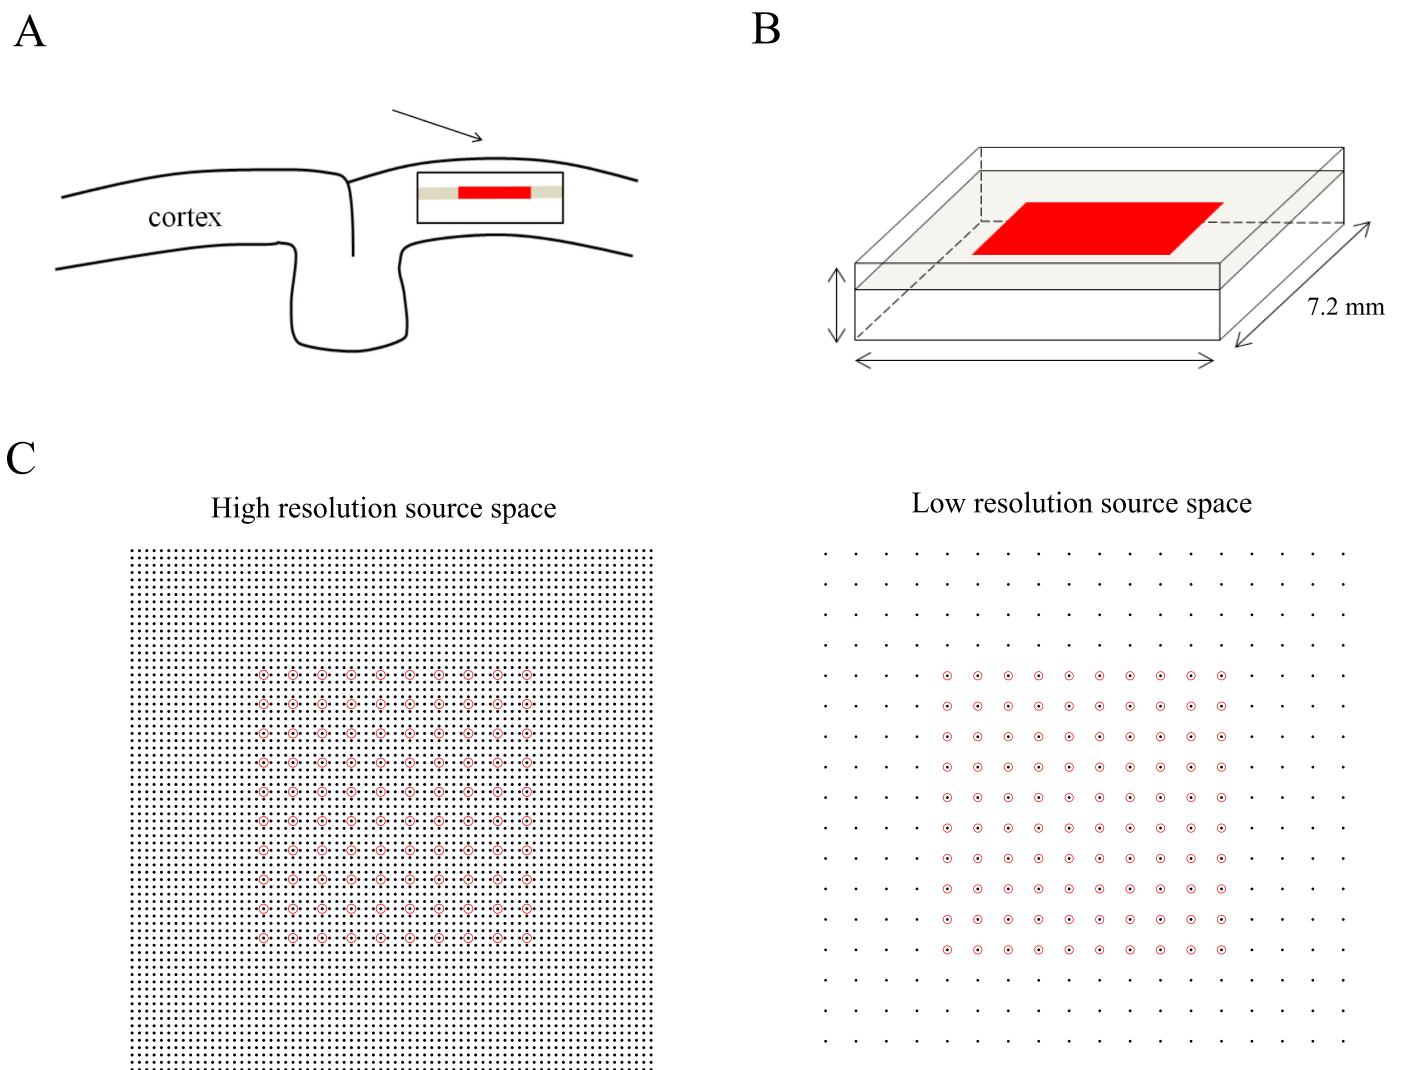 A
B
cortex
7.2 mm
C
High resolution source space
Low resolution source space